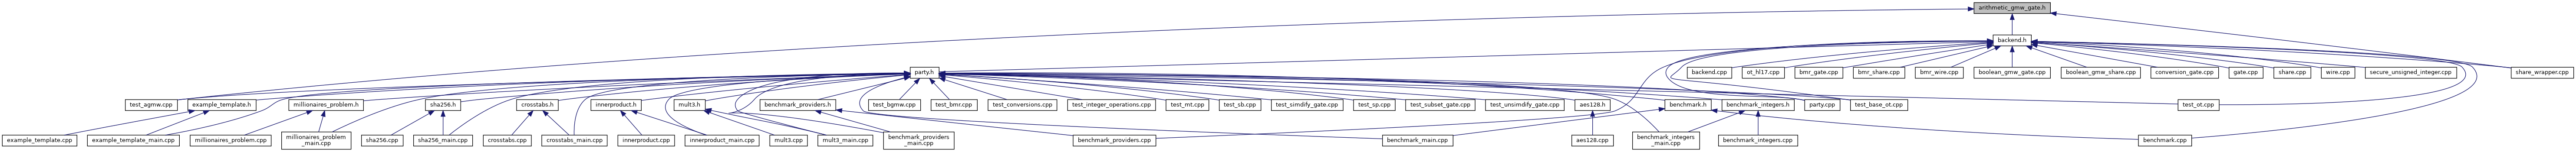 arithmetic_gmw_gate.h
backend.h
party.h
backend.cpp
ot_hl17.cpp
bmr_gate.cpp
bmr_share.cpp
bmr_wire.cpp
boolean_gmw_gate.cpp
boolean_gmw_share.cpp
conversion_gate.cpp
gate.cpp
share.cpp
wire.cpp
secure_unsigned_integer.cpp
share_wrapper.cpp
test_agmw.cpp
example_template.h
millionaires_problem.h
sha256.h
crosstabs.h
innerproduct.h
mult3.h
benchmark_providers.h
test_bgmw.cpp
test_bmr.cpp
test_conversions.cpp
test_integer_operations.cpp
test_mt.cpp
test_sb.cpp
test_simdify_gate.cpp
test_sp.cpp
test_subset_gate.cpp
test_unsimdify_gate.cpp
aes128.h
benchmark.h
benchmark_integers.h
party.cpp
test_base_ot.cpp
test_ot.cpp
example_template.cpp
example_template_main.cpp
millionaires_problem.cpp
millionaires_problem
_main.cpp
sha256.cpp
sha256_main.cpp
crosstabs.cpp
crosstabs_main.cpp
innerproduct.cpp
innerproduct_main.cpp
mult3.cpp
mult3_main.cpp
benchmark_providers
_main.cpp
benchmark_providers.cpp
benchmark_main.cpp
aes128.cpp
benchmark_integers
_main.cpp
benchmark_integers.cpp
benchmark.cpp